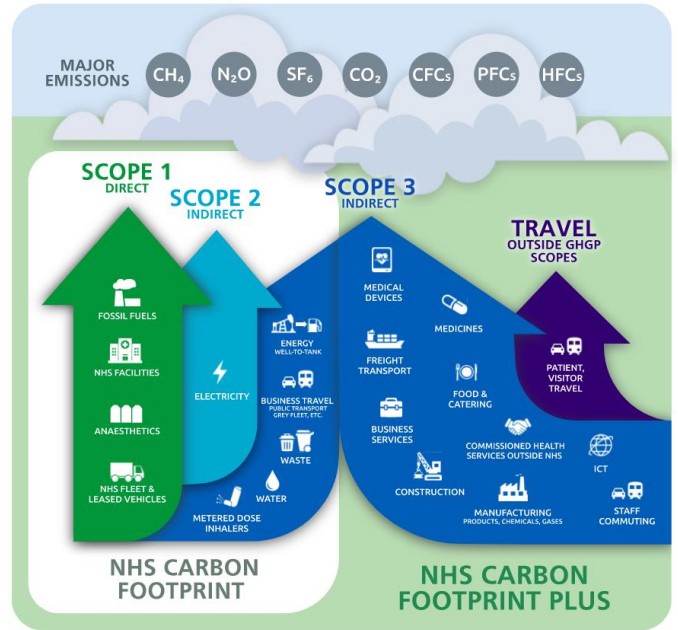 MAJOR
EMISSIONS
CH₄
N₂O
SF₆
CO₂
CFCs
PFCs
HFCs
SCOPE 1
DIRECT
SCOPE 2
INDIRECT
SCOPE 3
INDIRECT
TRAVEL
OUTSIDE GHGP
SCOPES
FOSSIL FUELS
NHS FACILITIES
ANAESTHETICS
NHS FLEET &
LEASED VEHICLES
ELECTRICITY
ENERGY
WELL-TO-TANK
BUSINESS TRAVEL
PUBLIC TRANSPORT
GREY FLEET, ETC.
WASTE
WATER
METERED DOSE
INHALERS
MEDICAL
DEVICES
MEDICINES
FREIGHT
TRANSPORT
FOOD &
CATERING
BUSINESS
SERVICES
COMMISSIONED HEALTH
SERVICES OUTSIDE NHS
CONSTRUCTION
MANUFACTURING
PRODUCTS, CHEMICALS, GASES
ICT
STAFF
COMMUTING
PATIENT,
VISITOR
TRAVEL
NHS CARBON
FOOTPRINT
NHS CARBON
FOOTPRINT PLUS